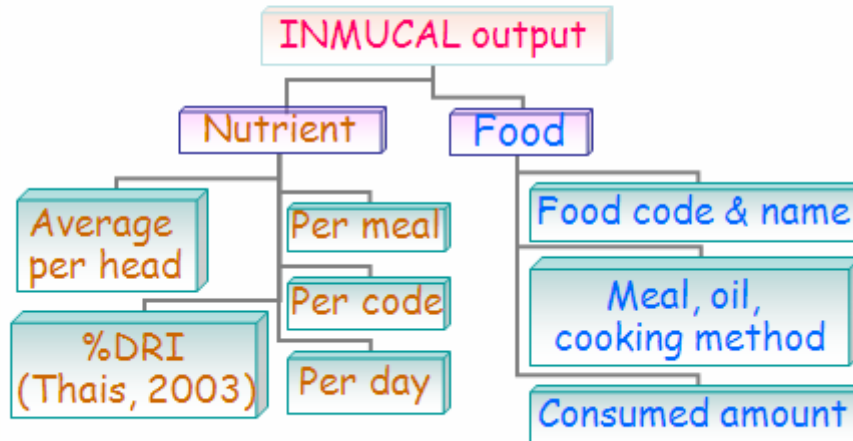 INMUCAL output
Nutrient
Food
Average
per head
%DRI
(Thais, 2003)
Per meal
Per code
Per day
Food code & name
Meal, oil,
cooking method
Consumed amount